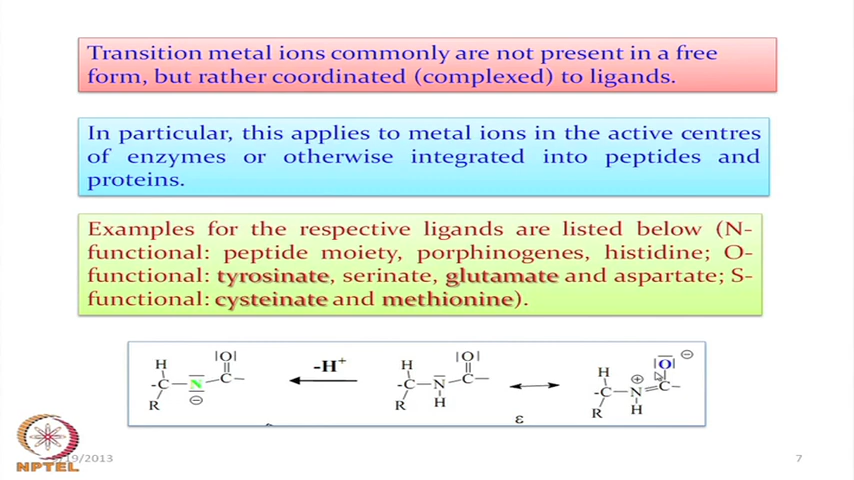 Transition metal ions commonly are not present in a free
form, but rather coordinated (complexed) to ligands.
In particular, this applies to metal ions in the active centres
of enzymes or otherwise integrated into peptides and
proteins.
Examples for the respective ligands are listed below (N-
functional: peptide moiety, porphinogenes, histidine; O-
functional: tyrosinate, serinate, glutamate and aspartate; S-
functional: cysteinate and methionine).
H |O| -H⁺ H |O| H |O| ⊖
-C—N—C— -C—N—C— -C—N=C-
R ⊖ R H R H ⊕
ε
NPTEL /19/2013 7